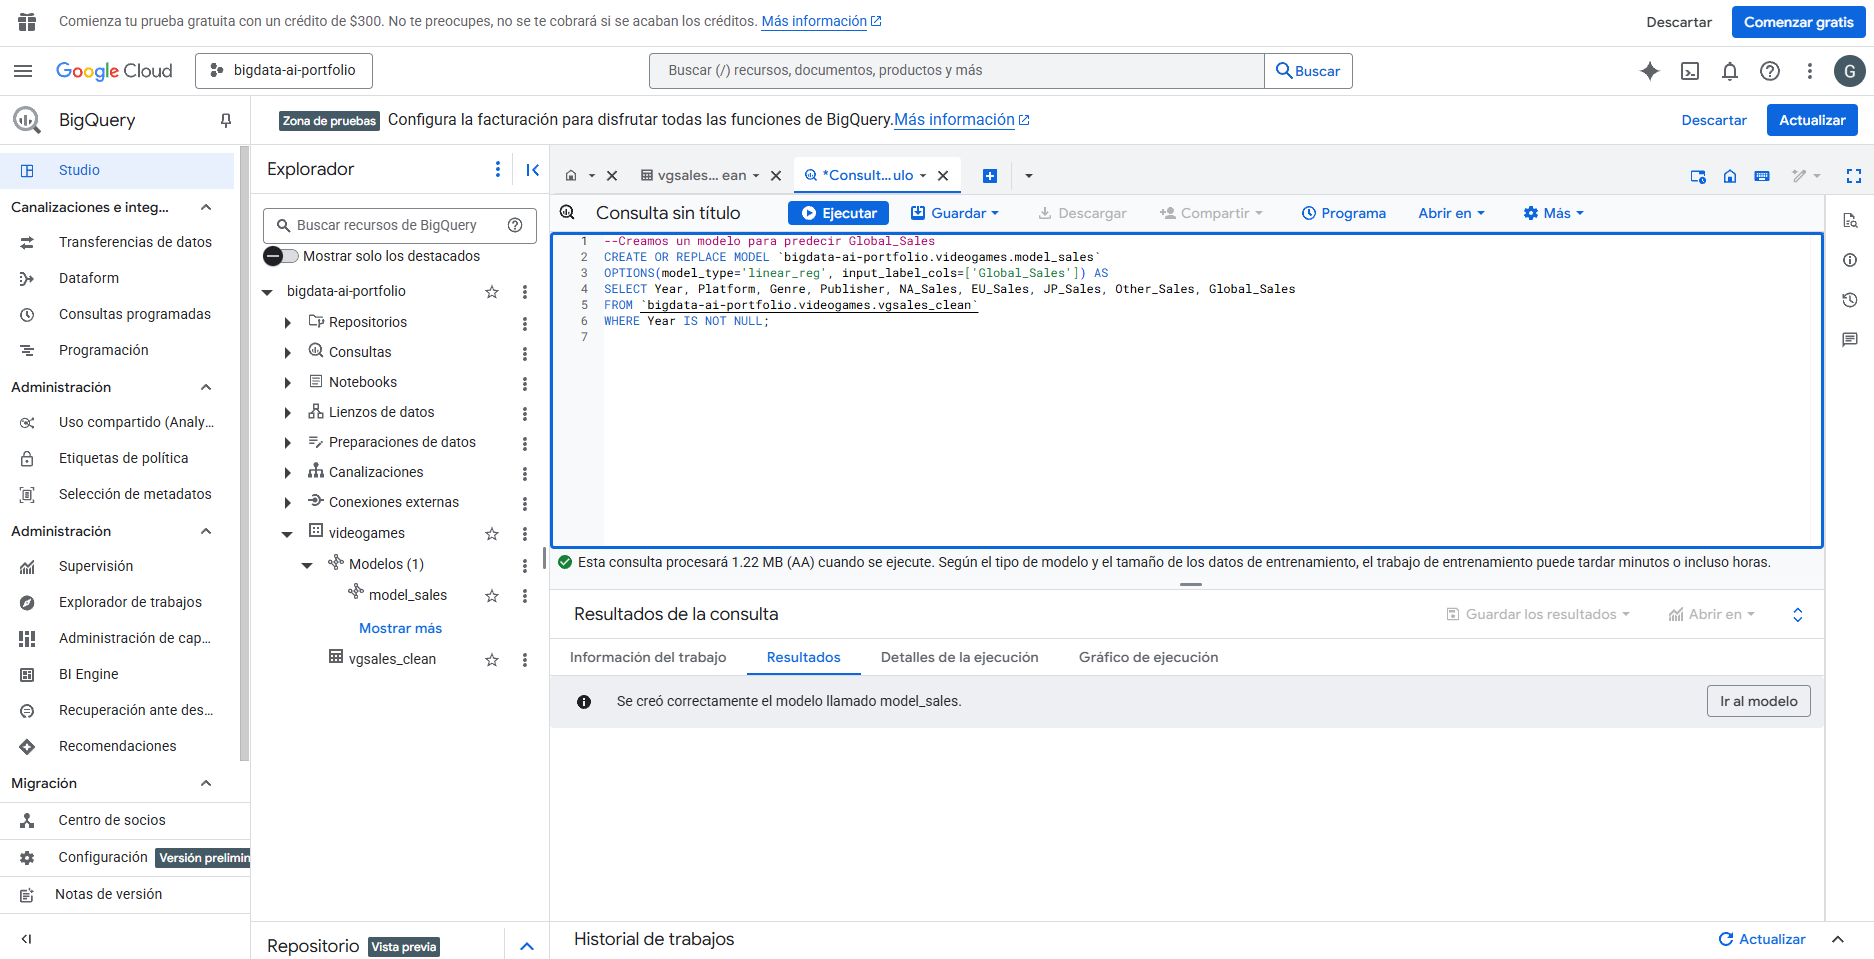 Comienza tu prueba gratuita con un crédito de $300. No te preocupes, no se te cobrará si se acaban los créditos. Más información
Descartar
Comenzar gratis
Google Cloud
bigdata-ai-portfolio
Buscar (/) recursos, documentos, productos y más
Buscar
G
BigQuery
Zona de pruebas
Configura la facturación para disfrutar todas las funciones de BigQuery. Más información
Descartar
Actualizar
Studio
Canalizaciones e integ...
Transferencias de datos
Dataform
Consultas programadas
Programación
Administración
Uso compartido (Analy...
Etiquetas de política
Selección de metadatos
Administración
Supervisión
Explorador de trabajos
Administración de cap...
BI Engine
Recuperación ante des...
Recomendaciones
Migración
Centro de socios
Configuración
Versión prelimin
Notas de versión
Explorador
Buscar recursos de BigQuery
Mostrar solo los destacados
bigdata-ai-portfolio
Repositorios
Consultas
Notebooks
Lienzos de datos
Preparaciones de datos
Canalizaciones
Conexiones externas
videogames
Modelos (1)
model_sales
Mostrar más
vgsales_clean
Repositorio
Vista previa
vgsales... ean
*Consult...ulo
Consulta sin título
Ejecutar
Guardar
Descargar
Compartir
Programa
Abrir en
Más
1 --Creamos un modelo para predecir Global_Sales
2 CREATE OR REPLACE MODEL `bigdata-ai-portfolio.videogames.model_sales`
3 OPTIONS(model_type='linear_reg', input_label_cols=['Global_Sales']) AS
4 SELECT Year, Platform, Genre, Publisher, NA_Sales, EU_Sales, JP_Sales, Other_Sales, Global_Sales
5 FROM `bigdata-ai-portfolio.videogames.vgsales_clean`
6 WHERE Year IS NOT NULL;
7
Esta consulta procesará 1.22 MB (AA) cuando se ejecute. Según el tipo de modelo y el tamaño de los datos de entrenamiento, el trabajo de entrenamiento puede tardar minutos o incluso horas.
Resultados de la consulta
Guardar los resultados
Abrir en
Información del trabajo
Resultados
Detalles de la ejecución
Gráfico de ejecución
Se creó correctamente el modelo llamado model_sales.
Ir al modelo
Historial de trabajos
Actualizar